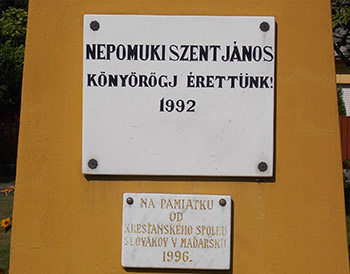 NEPOMUKI SZENT JÁNOS
KÖNYÖRÖGJ ÉRETTÜNK!
1992
NA PAMIATKU
OD
KRESŤANSKÉHO SPOLKU
SLOVÁKOV V MAĎARSKU
1996.